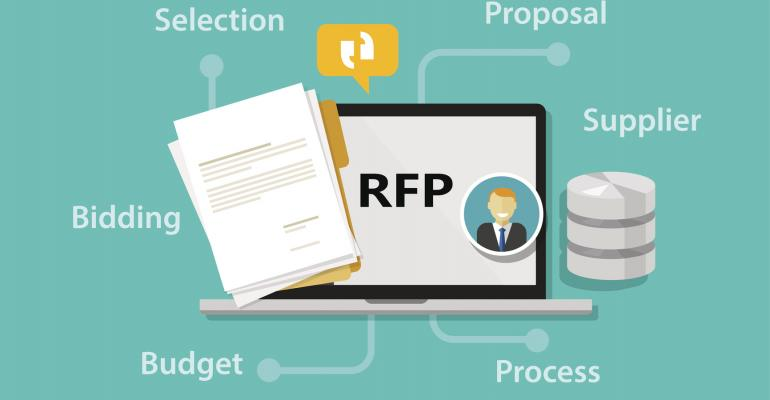 Selection
Proposal
Supplier
RFP
Bidding
Budget
Process